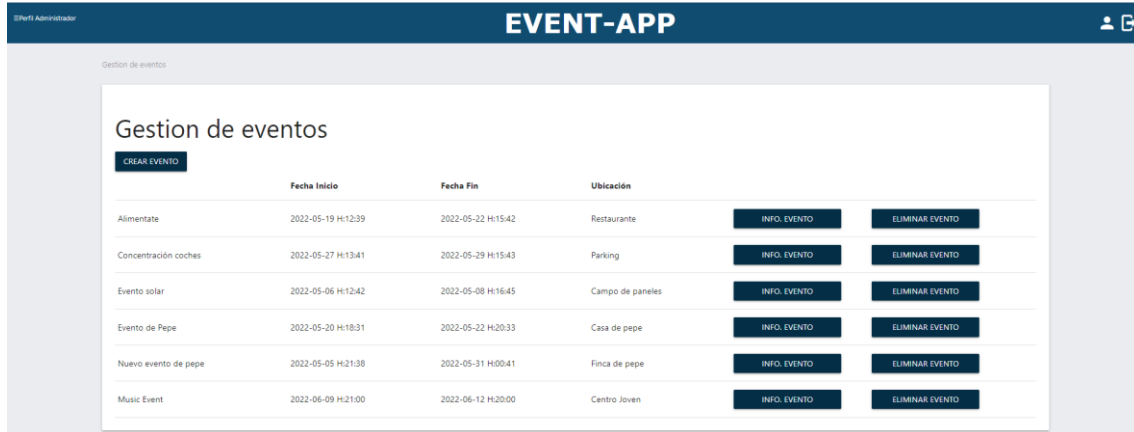 Perfil Administrador
EVENT-APP
Gestion de eventos
Gestion de eventos
CREAR EVENTO
Fecha Inicio Fecha Fin Ubicación
Alimentate 2022-05-19 H:12:39 2022-05-22 H:15:42 Restaurante INFO. EVENTO ELIMINAR EVENTO
Concentración coches 2022-05-27 H:13:41 2022-05-29 H:15:43 Parking INFO. EVENTO ELIMINAR EVENTO
Evento solar 2022-05-06 H:12:42 2022-05-08 H:16:45 Campo de paneles INFO. EVENTO ELIMINAR EVENTO
Evento de Pepe 2022-05-20 H:18:31 2022-05-22 H:20:33 Casa de pepe INFO. EVENTO ELIMINAR EVENTO
Nuevo evento de pepe 2022-05-05 H:21:38 2022-05-31 H:00:41 Finca de pepe INFO. EVENTO ELIMINAR EVENTO
Music Event 2022-06-09 H:21:00 2022-06-12 H:20:00 Centro Joven INFO. EVENTO ELIMINAR EVENTO